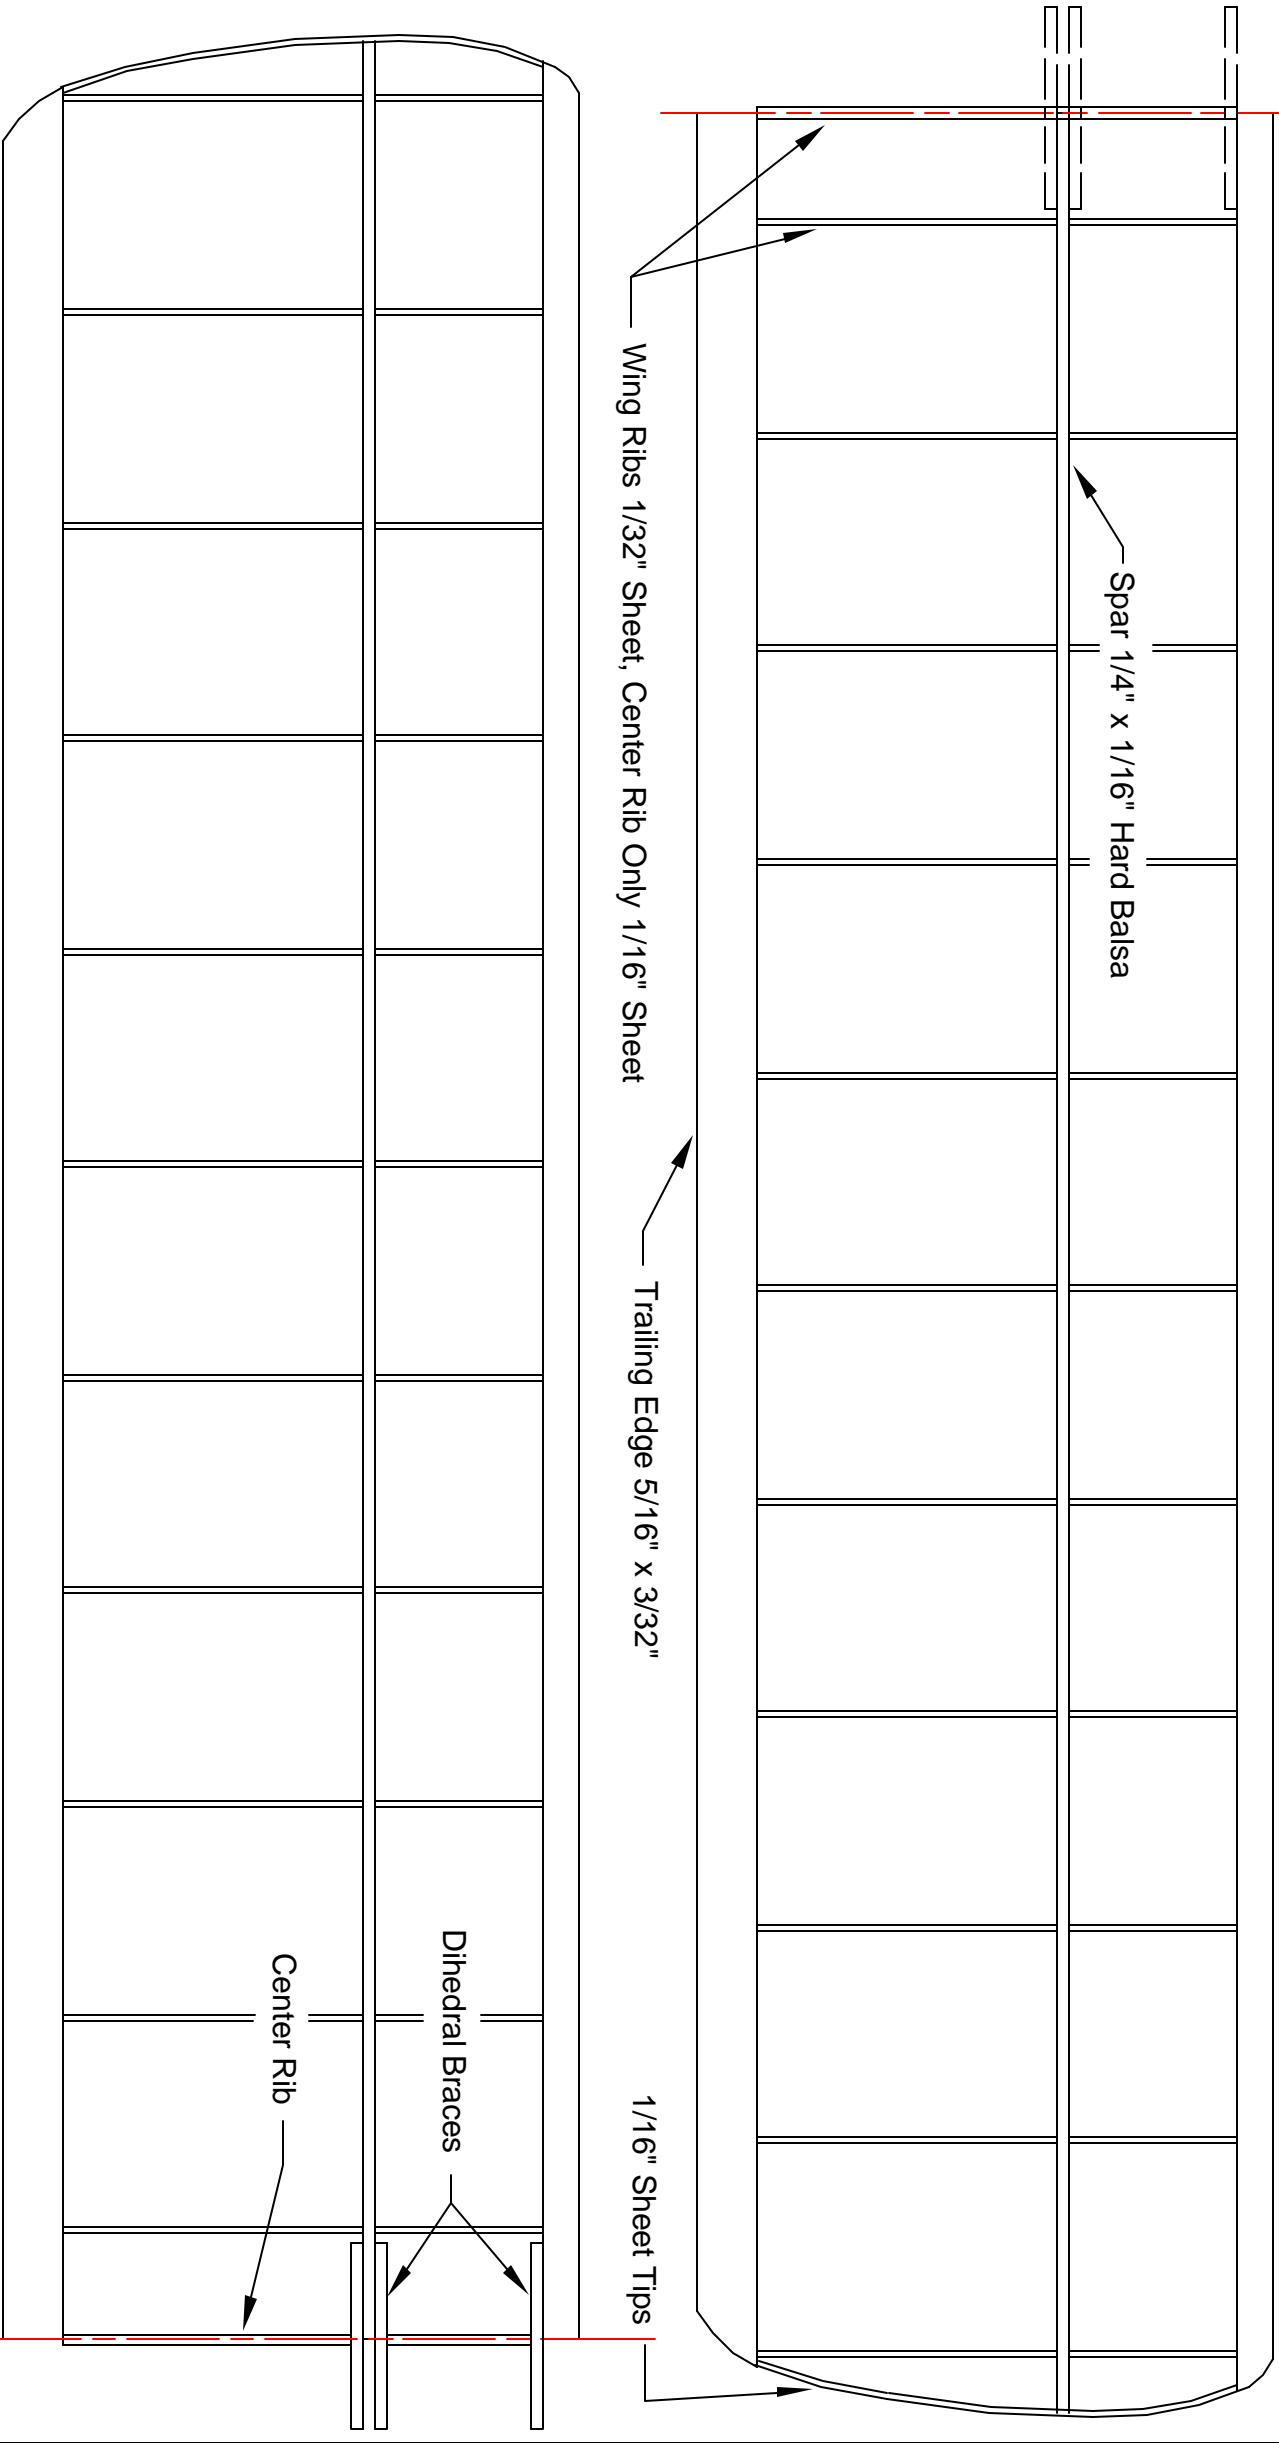 Spar 1/4" x 1/16" Hard Balsa
Wing Ribs 1/32" Sheet, Center Rib Only 1/16" Sheet
Trailing Edge 5/16" x 3/32"
1/16" Sheet Tips
Dihedral Braces
Center Rib